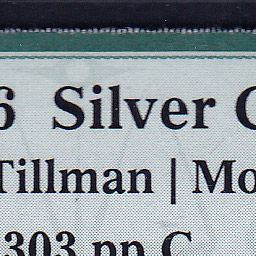 6 Silver C
Tillman | Mo
303 pp C